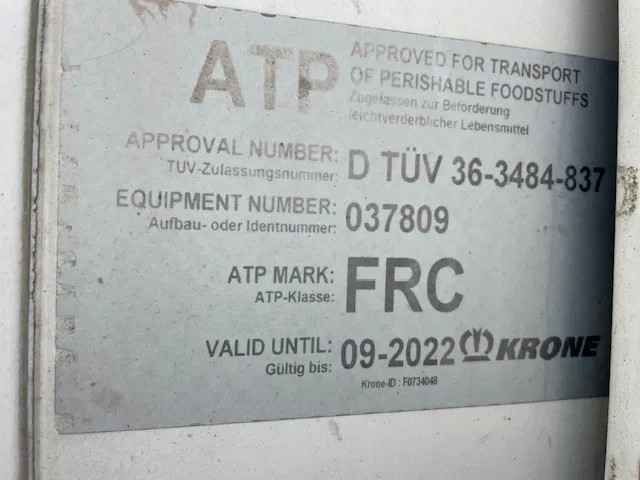 ATP
APPROVED FOR TRANSPORT
OF PERISHABLE FOODSTUFFS
Zugelassen zur Beförderung
leichtverderblicher Lebensmittel
APPROVAL NUMBER: D TÜV 36-3484-837
TÜV-Zulassungsnummer:
EQUIPMENT NUMBER: 037809
Aufbau- oder Identnummer:
ATP MARK: FRC
ATP-Klasse:
VALID UNTIL: 09-2022 KRONE
Gültig bis:
Krone-ID : F0734048